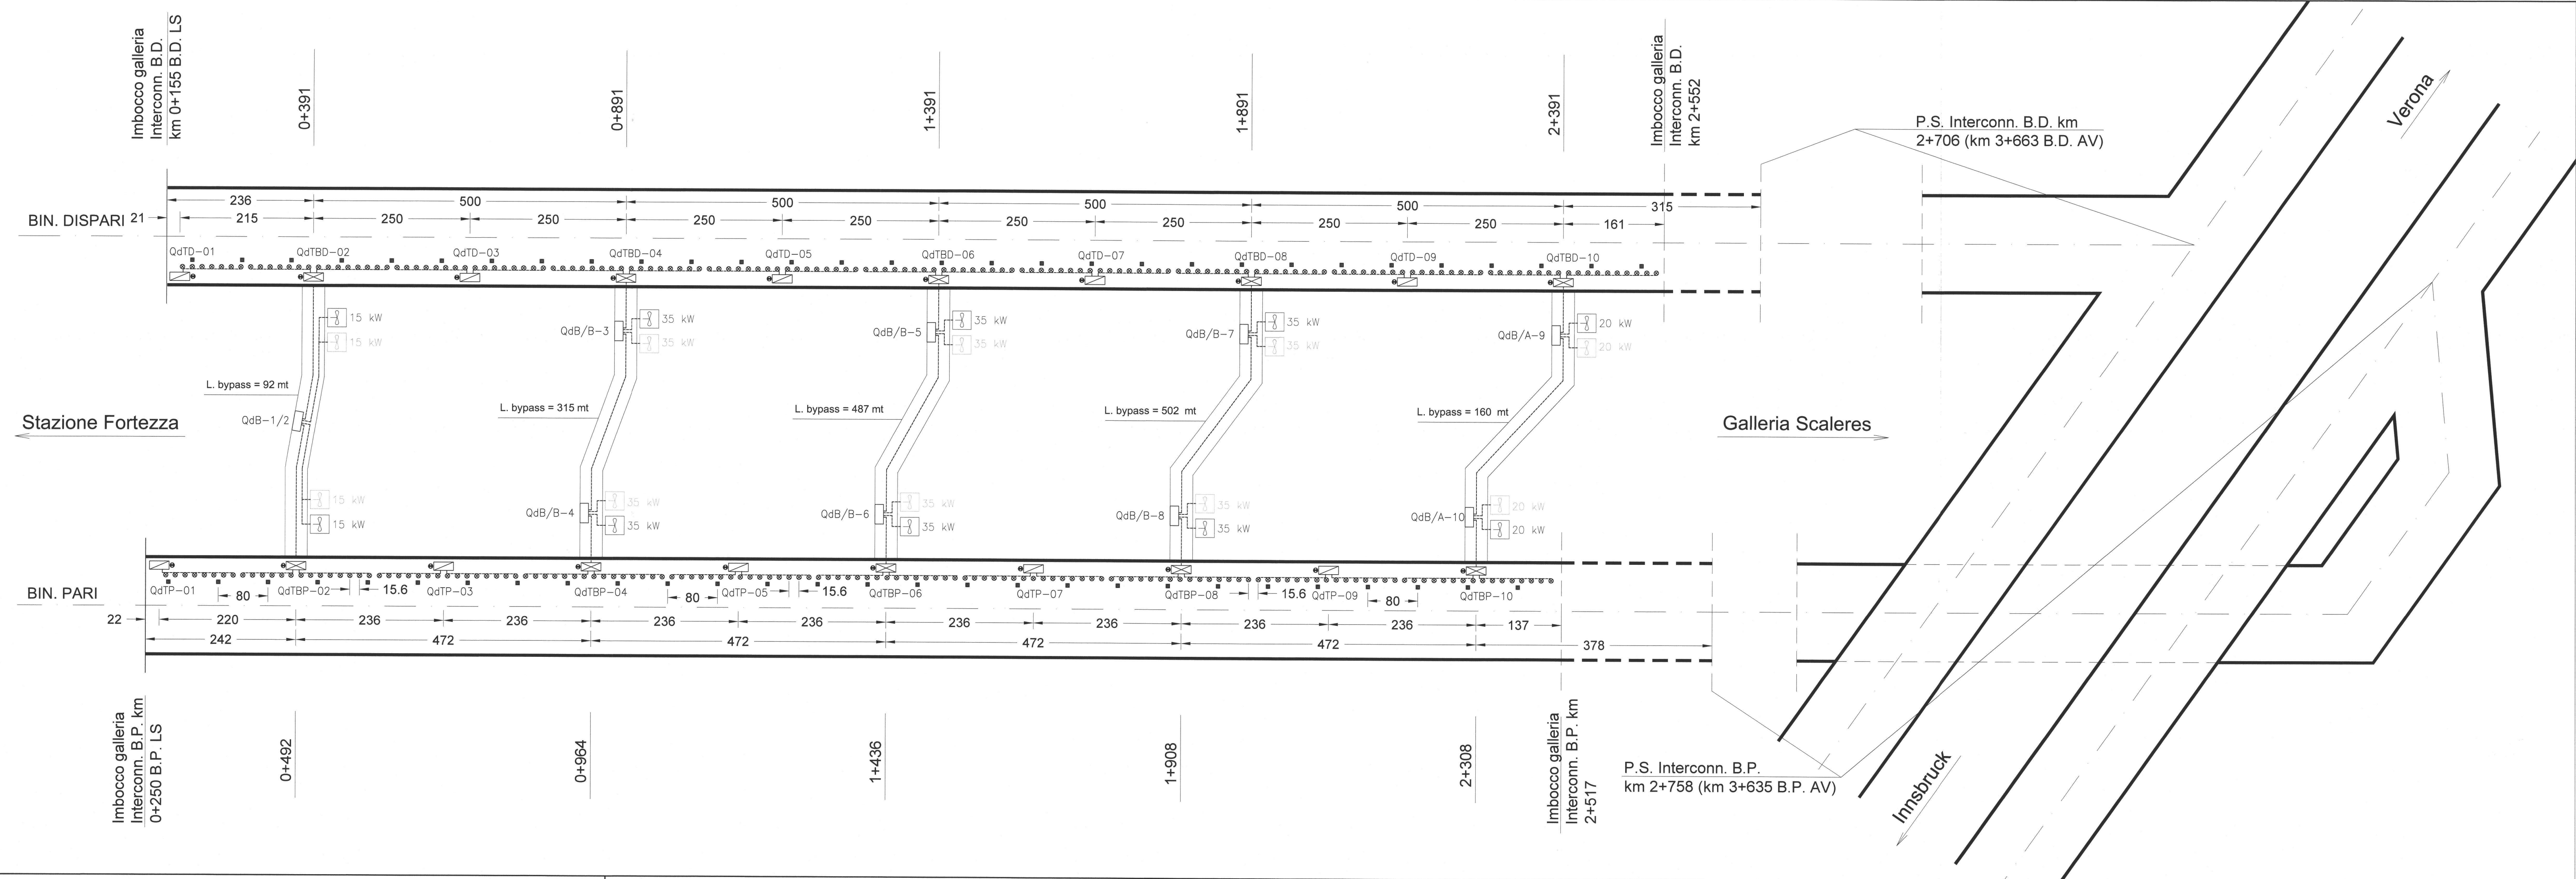 Imbocco galleria
Interconn. B.D.
km 0+155 B.D. LS
0+391
0+891
1+391
1+891
2+391
Imbocco galleria
Interconn. B.D.
km 2+552
P.S. Interconn. B.D. km
2+706 (km 3+663 B.D. AV)
Verona
236
500
500
500
500
315
BIN. DISPARI
21
215
250
250
250
250
250
250
250
250
161
QdTD-01
QdTBD-02
QdTD-03
QdTBD-04
QdTD-05
QdTBD-06
QdTD-07
QdTBD-08
QdTD-09
QdTBD-10
15 kW
15 kW
QdB/B-3
35 kW
35 kW
QdB/B-5
35 kW
35 kW
QdB/B-7
35 kW
35 kW
QdB/A-9
20 kW
20 kW
L. bypass = 92 mt
L. bypass = 315 mt
L. bypass = 487 mt
L. bypass = 502 mt
L. bypass = 160 mt
Stazione Fortezza
QdB-1/2
Galleria Scaleres
15 kW
15 kW
QdB/B-4
35 kW
35 kW
QdB/B-6
35 kW
35 kW
QdB/B-8
35 kW
35 kW
QdB/A-10
20 kW
20 kW
BIN. PARI
QdTP-01
80
QdTBP-02
15.6
QdTP-03
QdTBP-04
80
QdTP-05
15.6
QdTBP-06
QdTP-07
QdTBP-08
15.6
QdTP-09
80
QdTBP-10
22
220
236
236
236
236
236
236
236
236
137
242
472
472
472
472
378
Imbocco galleria
Interconn. B.P. km
0+250 B.P. LS
0+492
0+964
1+436
1+908
2+308
Imbocco galleria
Interconn. B.P. km
2+517
P.S. Interconn. B.P.
km 2+758 (km 3+635 B.P. AV)
Innsbruck